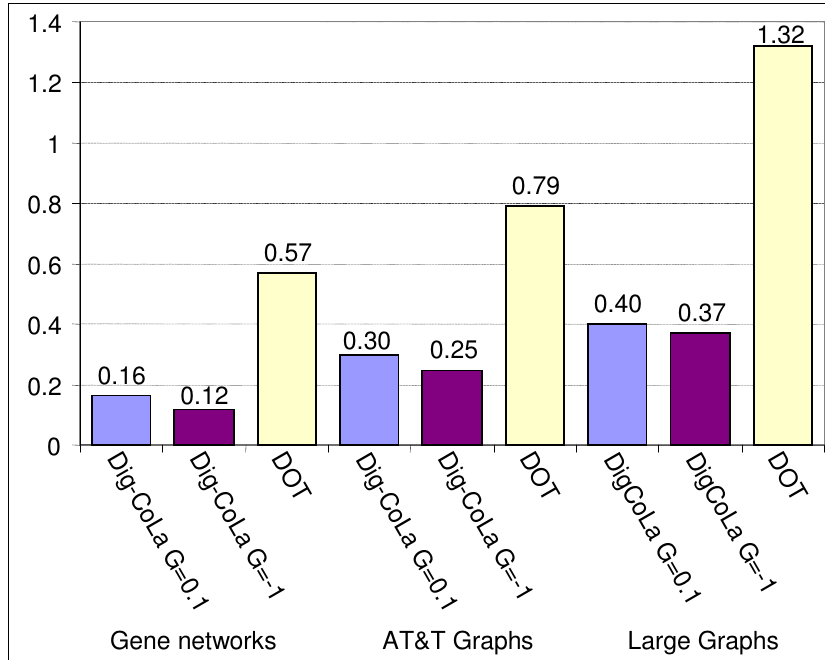 1.4
1.2
1
0.8
0.6
0.4
0.2
0
0.16
0.12
0.57
0.30
0.25
0.79
0.40
0.37
1.32
Dig-CoLa G=0.1
Dig-CoLa G=-1
DOT
Dig-CoLa G=0.1
Dig-CoLa G=-1
DOT
DigCoLa G=0.1
DigCoLa G=-1
DOT
Gene networks
AT&T Graphs
Large Graphs